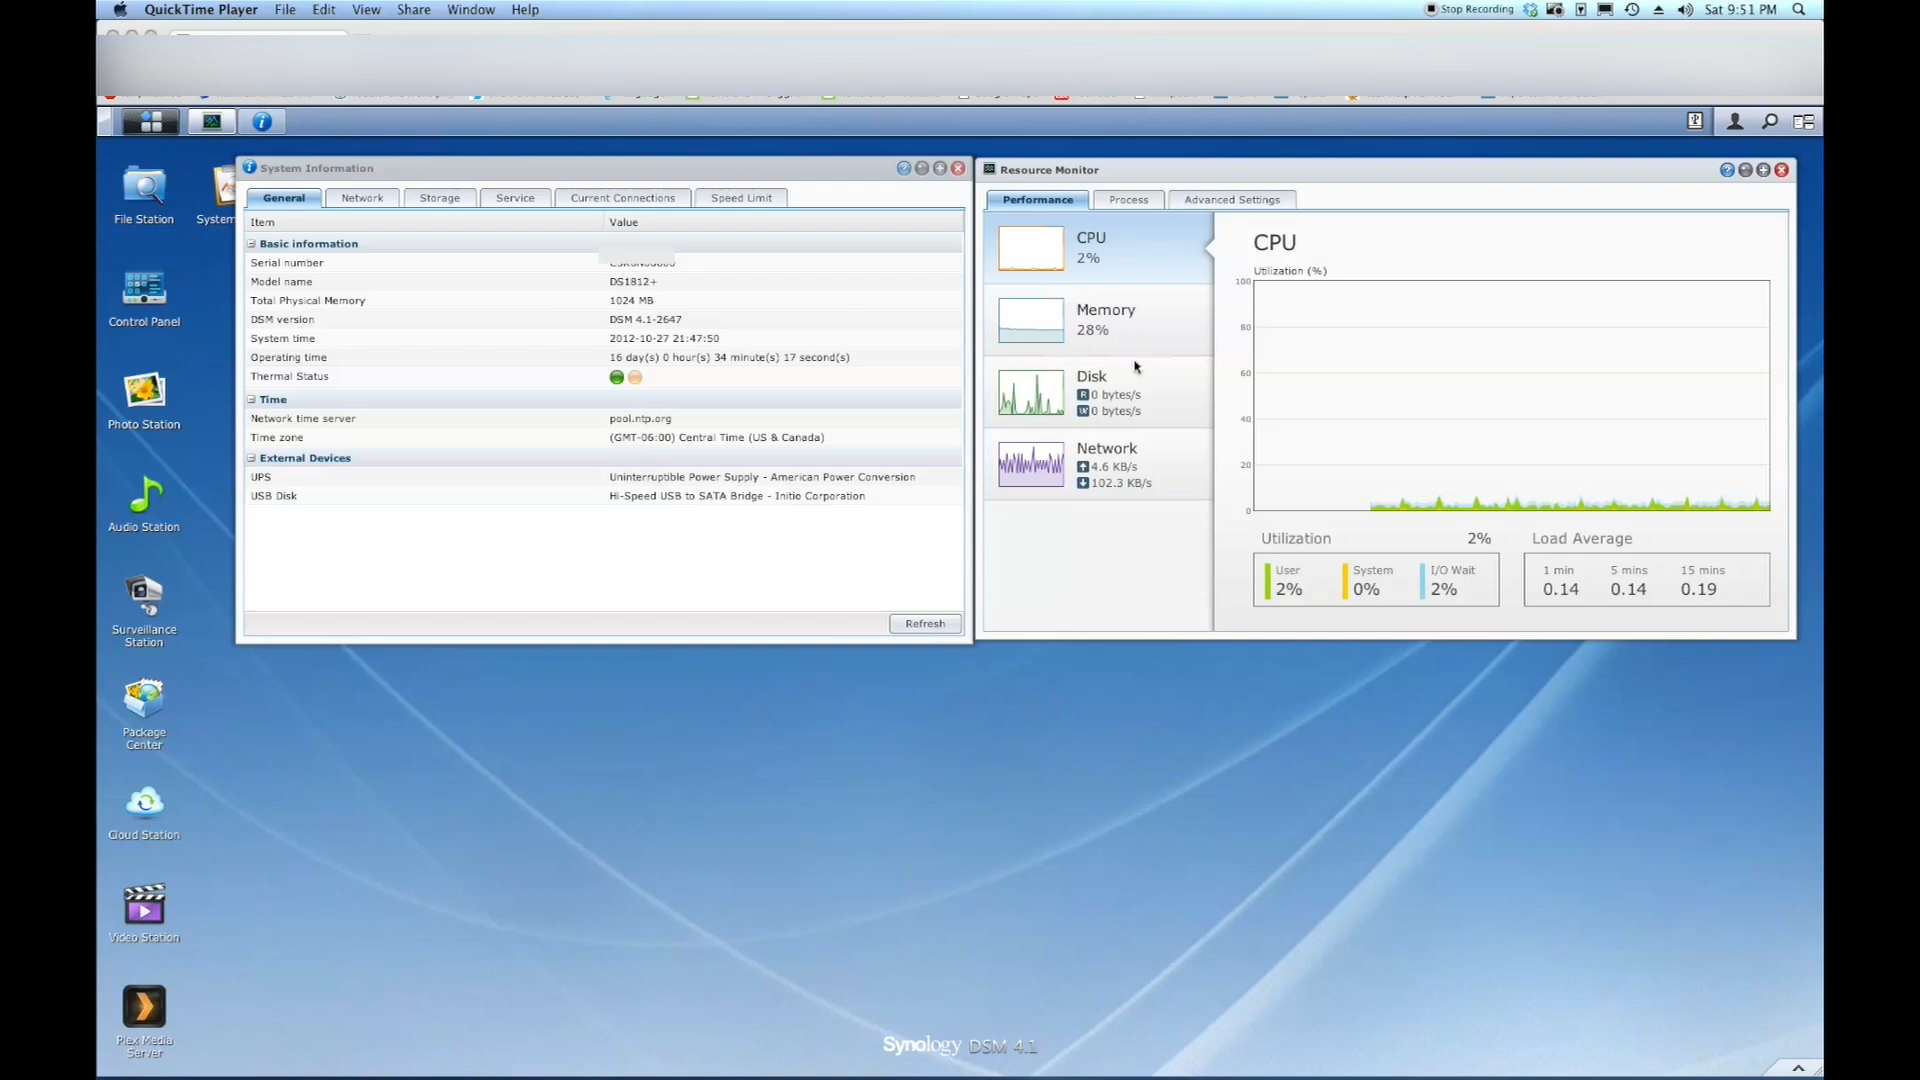 QuickTime Player File Edit View Share Window Help
Stop Recording Sat 9:51 PM
File Station
System
Control Panel
Photo Station
Audio Station
Surveillance
Station
Package
Center
Cloud Station
Video Station
Plex Media
Server
System Information
General Network Storage Service Current Connections Speed Limit
Item Value
Basic information
Serial number
Model name DS1812+
Total Physical Memory 1024 MB
DSM version DSM 4.1-2647
System time 2012-10-27 21:47:50
Operating time 16 day(s) 0 hour(s) 34 minute(s) 17 second(s)
Thermal Status
Time
Network time server pool.ntp.org
Time zone (GMT-06:00) Central Time (US & Canada)
External Devices
UPS Uninterruptible Power Supply - American Power Conversion
USB Disk Hi-Speed USB to SATA Bridge - Initio Corporation
Refresh
Resource Monitor
Performance Process Advanced Settings
CPU
2%
Memory
28%
Disk
R 0 bytes/s
W 0 bytes/s
Network
4.6 KB/s
102.3 KB/s
CPU
Utilization (%)
100
80
60
40
20
0
Utilization 2% Load Average
User System I/O Wait 1 min 5 mins 15 mins
2% 0% 2% 0.14 0.14 0.19
Synology DSM 4.1